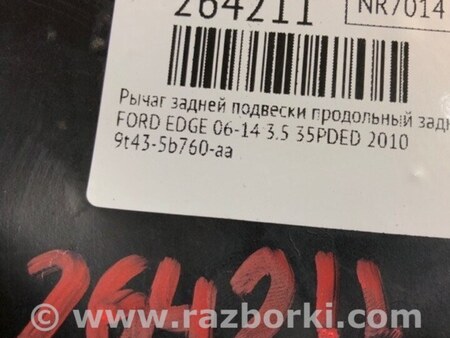 264211
NR7014
Рычаг задней подвески продольный
FORD EDGE 06-14 3.5 35PDED 2010
9t43-5b760-aa
264211
© www.razborki.com